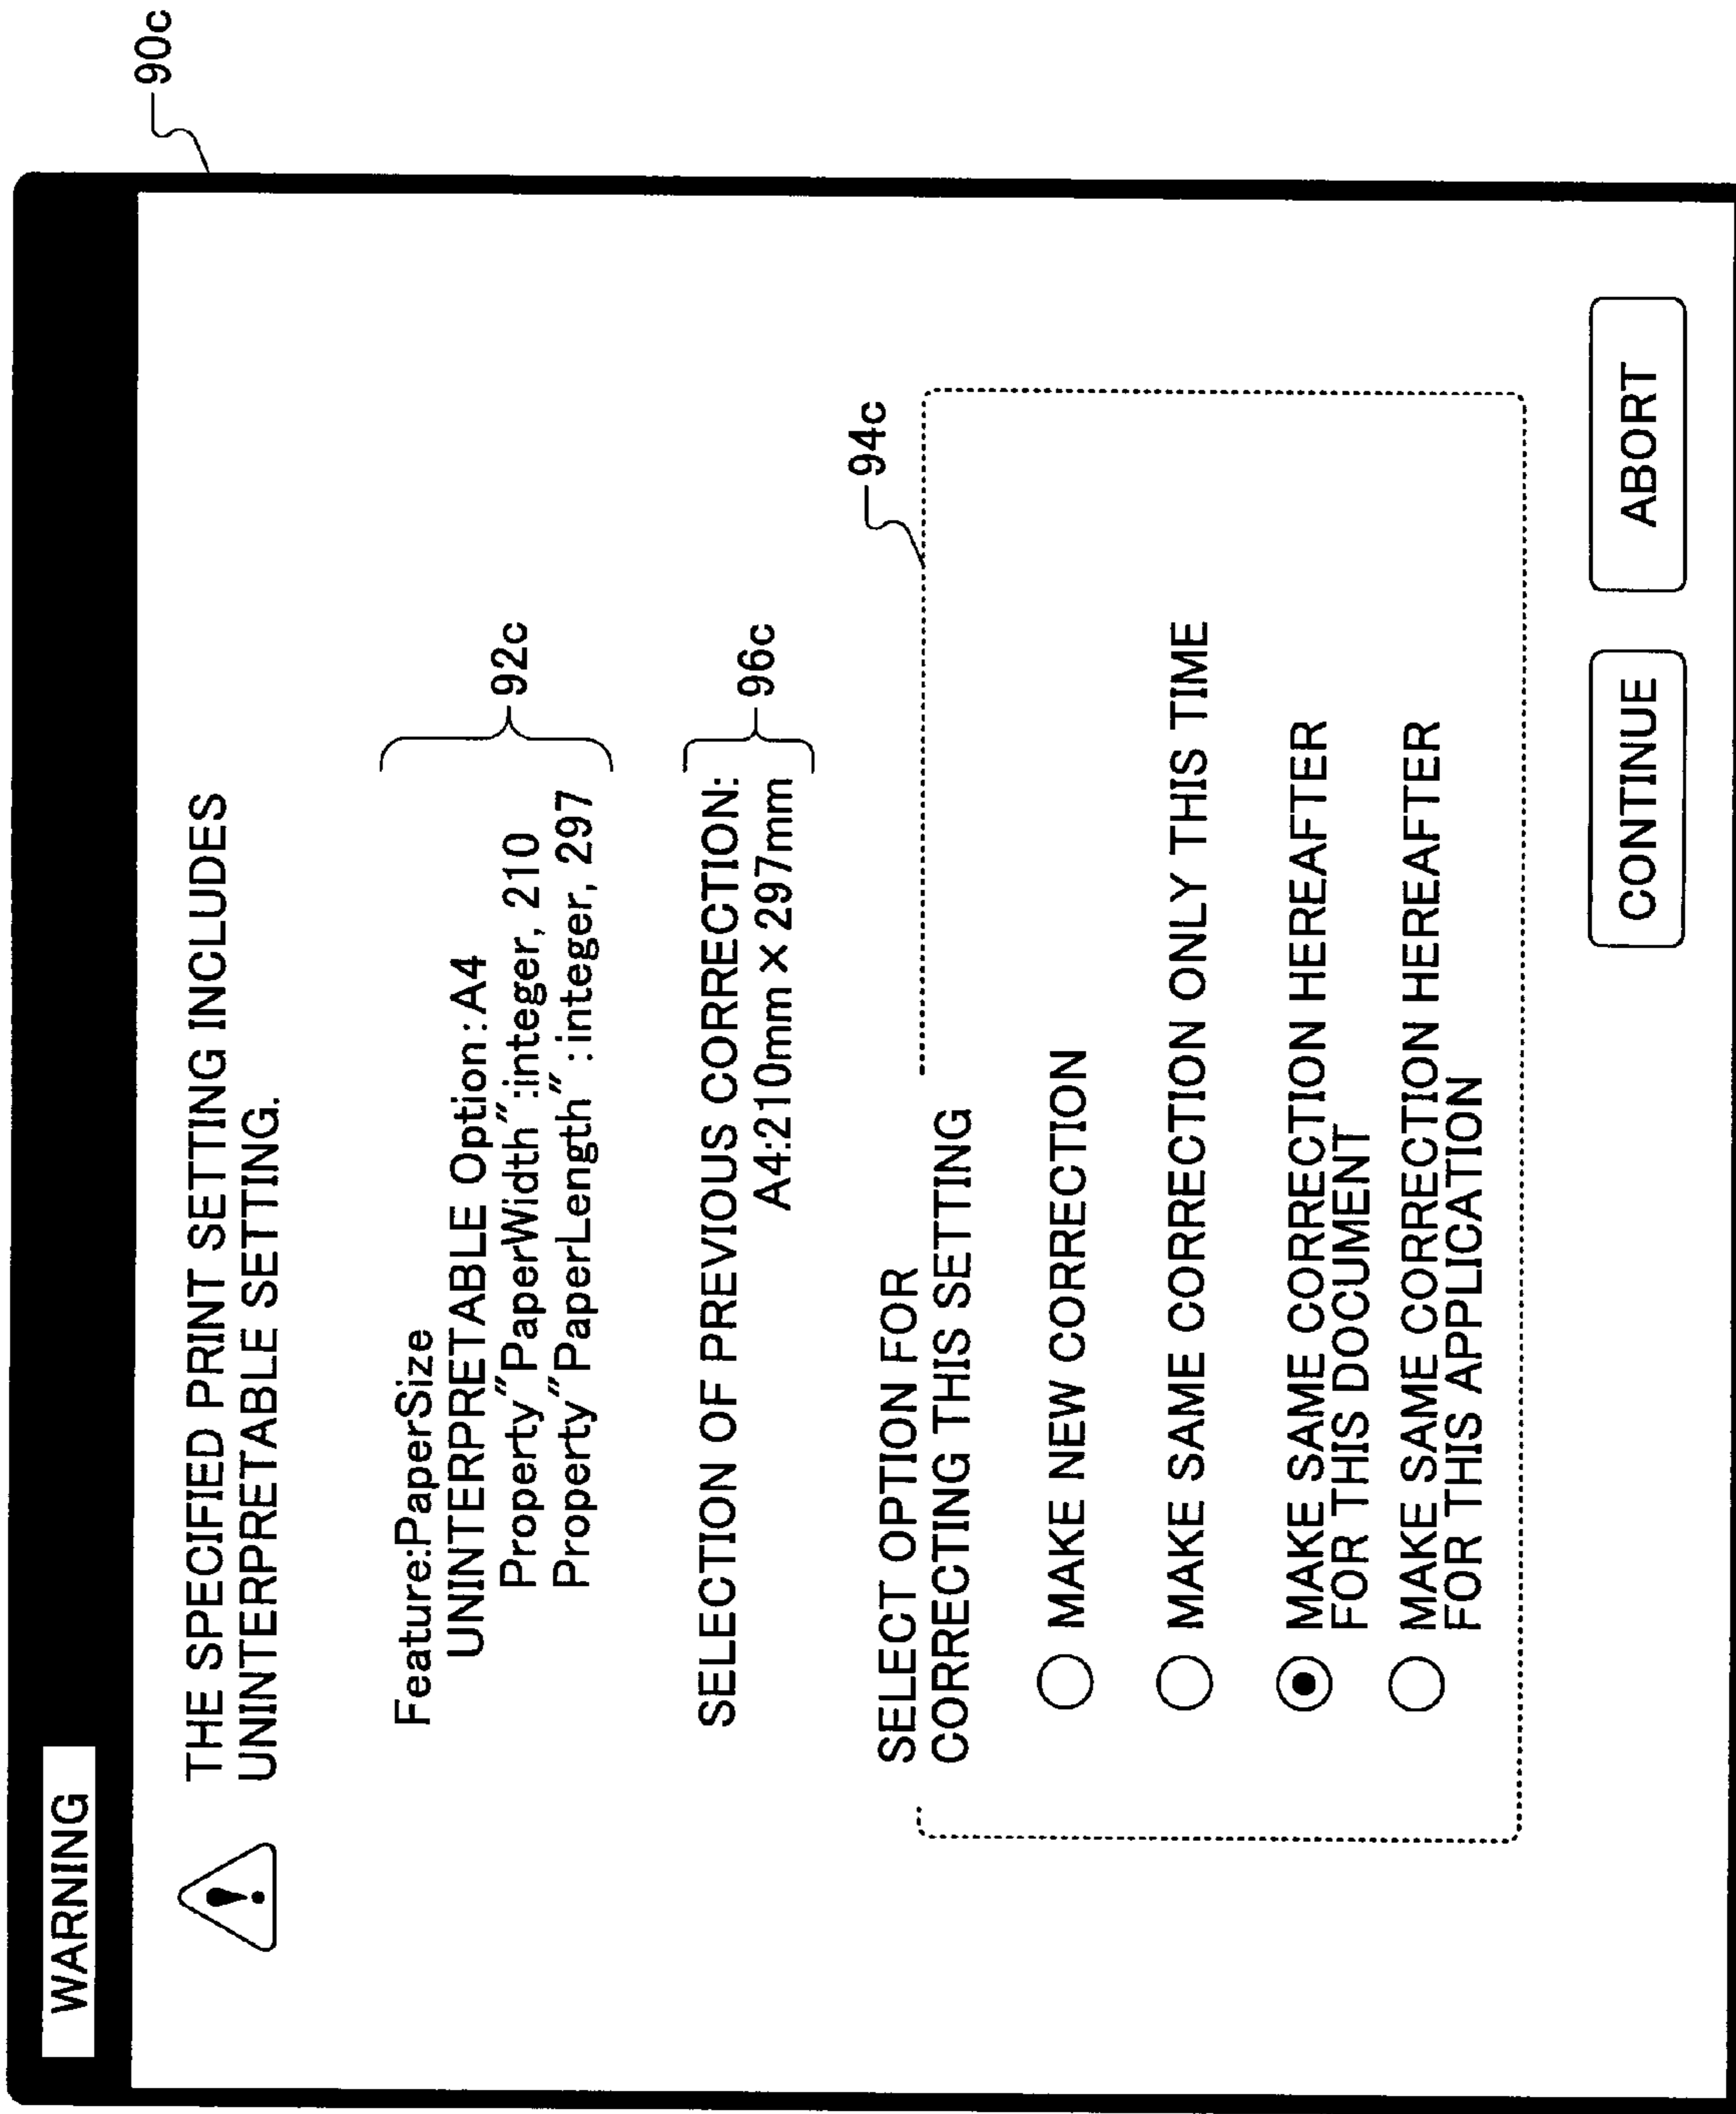 90c
WARNING
THE SPECIFIED PRINT SETTING INCLUDES
UNINTERPRETABLE SETTING.
Feature:PaperSize
UNINTERPRETABLE Option : A4
Property"PaperWidth":integer, 210
Property"PaperLength" :integer, 297
92c
SELECTION OF PREVIOUS CORRECTION:
A4:210mm × 297mm
96c
94c
SELECT OPTION FOR
CORRECTING THIS SETTING
MAKE NEW CORRECTION
MAKE SAME CORRECTION ONLY THIS TIME
MAKE SAME CORRECTION HEREAFTER
FOR THIS DOCUMENT
MAKE SAME CORRECTION HEREAFTER
FOR THIS APPLICATION
CONTINUE
ABORT